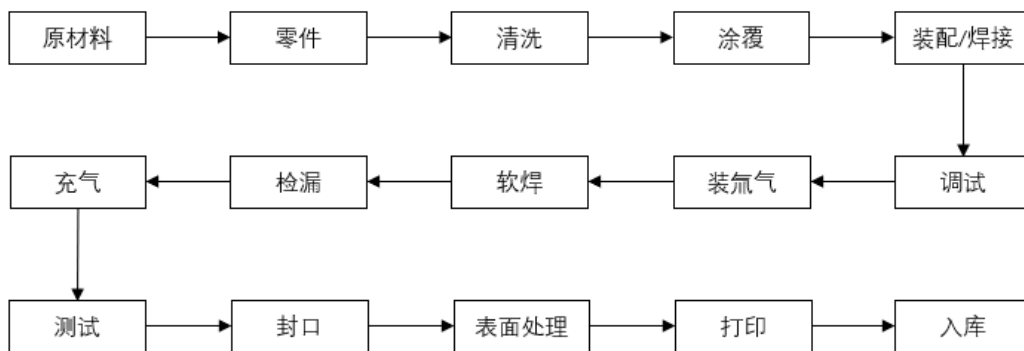 原材料
零件
清洗
涂覆
装配/焊接
调试
装氚气
软焊
检漏
充气
测试
封口
表面处理
打印
入库